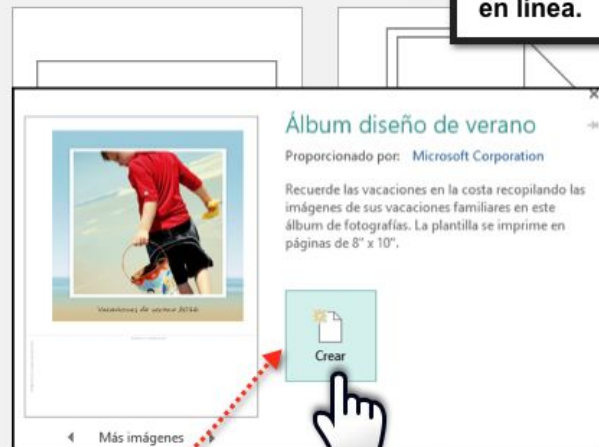 en línea.
Álbum diseño de verano
Proporcionado por: Microsoft Corporation
Recuerde las vacaciones en la costa recopilando las
imágenes de sus vacaciones familiares en este
álbum de fotografías. La plantilla se imprime en
páginas de 8" x 10".
Vacaciones de verano 2016
Crear
Más imágenes